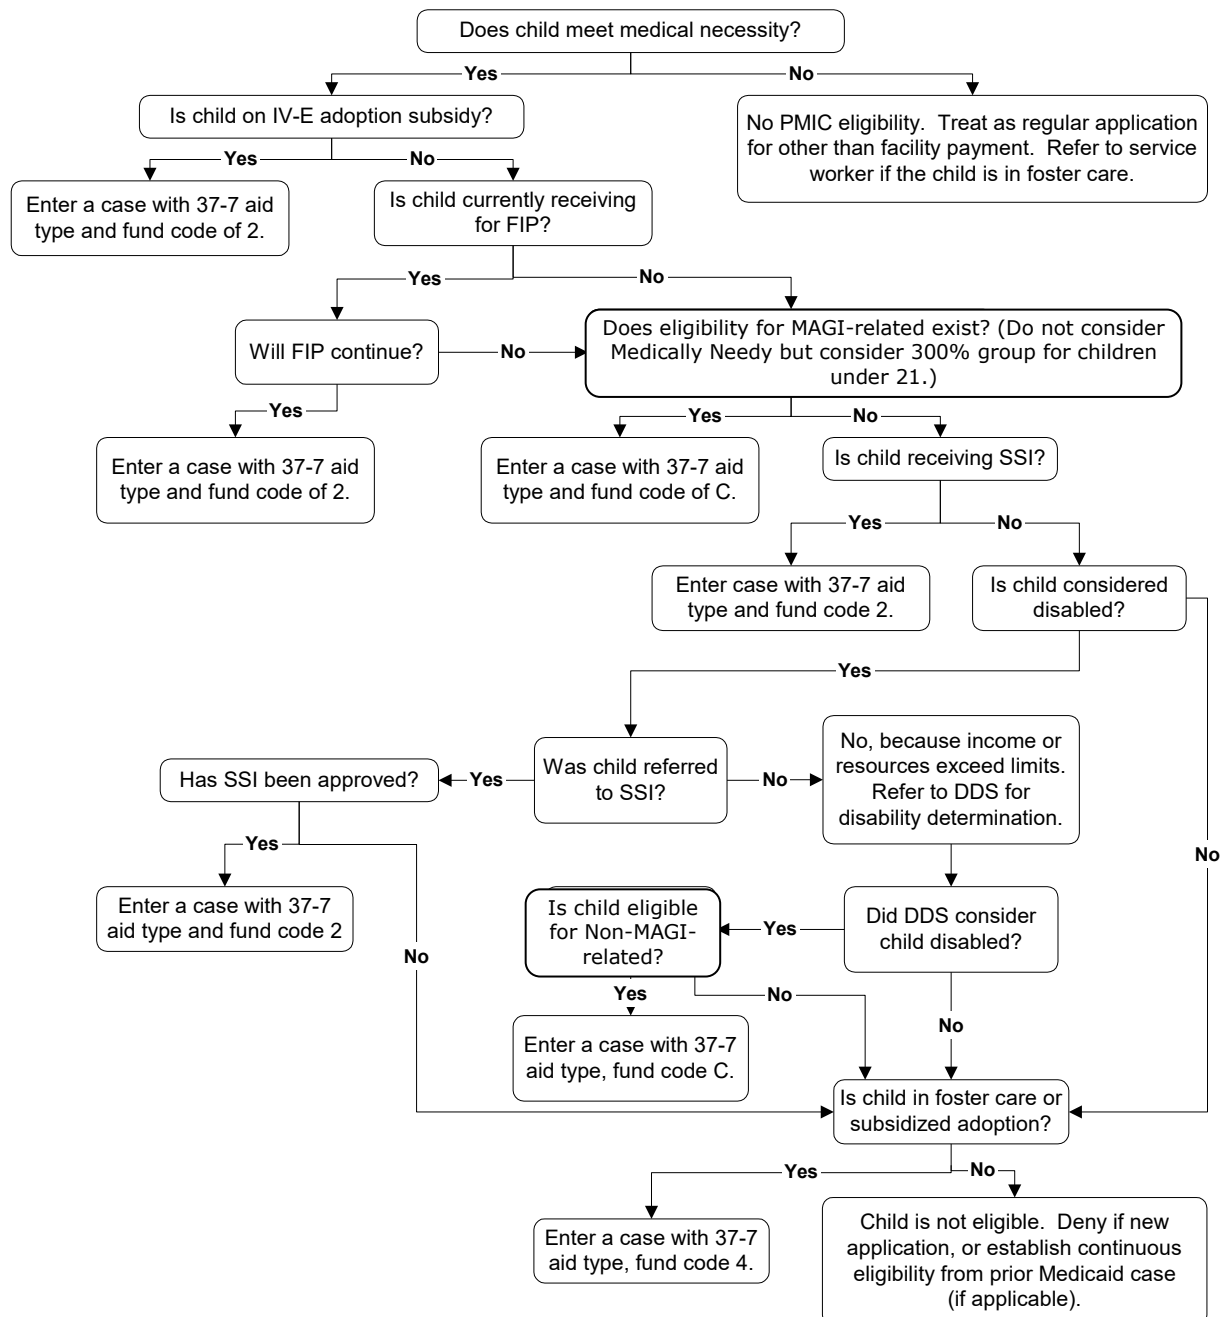 Does child meet medical necessity?
Yes
No
Is child on IV-E adoption subsidy?
No PMIC eligibility.  Treat as regular application
for other than facility payment.  Refer to service
worker if the child is in foster care.
Yes
No
Enter a case with 37-7 aid
type and fund code of 2.
Is child currently receiving
for FIP?
Yes
No
Will FIP continue?
No
Does eligibility for MAGI-related exist? (Do not consider
Medically Needy but consider 300% group for children
under 21.)
Yes
Yes
No
Enter a case with 37-7 aid
type and fund code of 2.
Enter a case with 37-7 aid
type and fund code of C.
Is child receiving SSI?
Yes
No
Enter case with 37-7 aid
type and fund code 2.
Is child considered
disabled?
Yes
No
Has SSI been approved?
Yes
Was child referred
to SSI?
No
No, because income or
resources exceed limits.
Refer to DDS for
disability determination.
Yes
No
Enter a case with 37-7
aid type and fund code 2
Is child eligible
for Non-MAGI-
related?
Yes
Did DDS consider
child disabled?
Yes
No
No
Enter a case with 37-7
aid type, fund code C.
Is child in foster care or
subsidized adoption?
Yes
No
Enter a case with 37-7
aid type, fund code 4.
Child is not eligible.  Deny if new
application, or establish continuous
eligibility from prior Medicaid case
(if applicable).